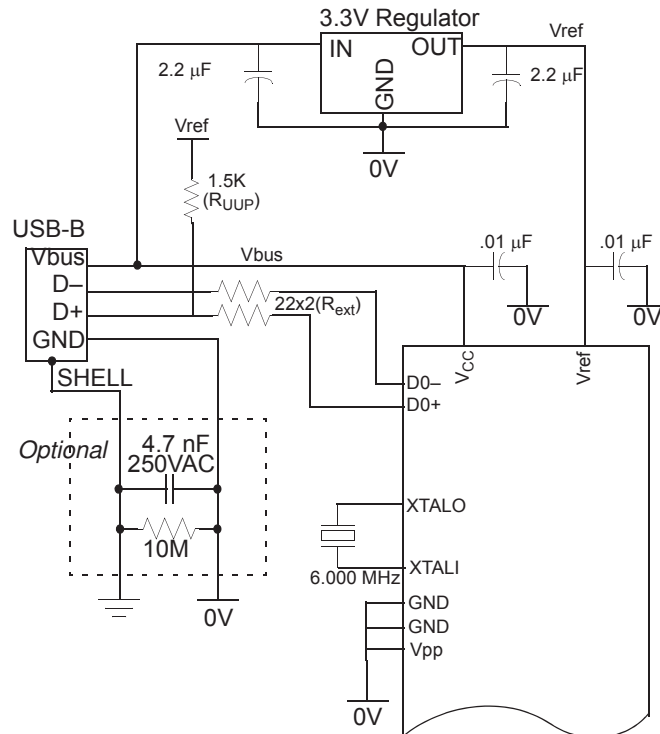 3.3V Regulator
IN
OUT
GND
Vref
2.2 µF
2.2 µF
0V
Vref
1.5K
(RUUP)
USB-B
Vbus
Vbus
D–
D+
GND
SHELL
22x2(Rext)
.01 µF
.01 µF
0V
0V
VCC
Vref
D0–
D0+
Optional
4.7 nF
250VAC
10M
0V
XTALO
6.000 MHz
XTALI
GND
GND
Vpp
0V